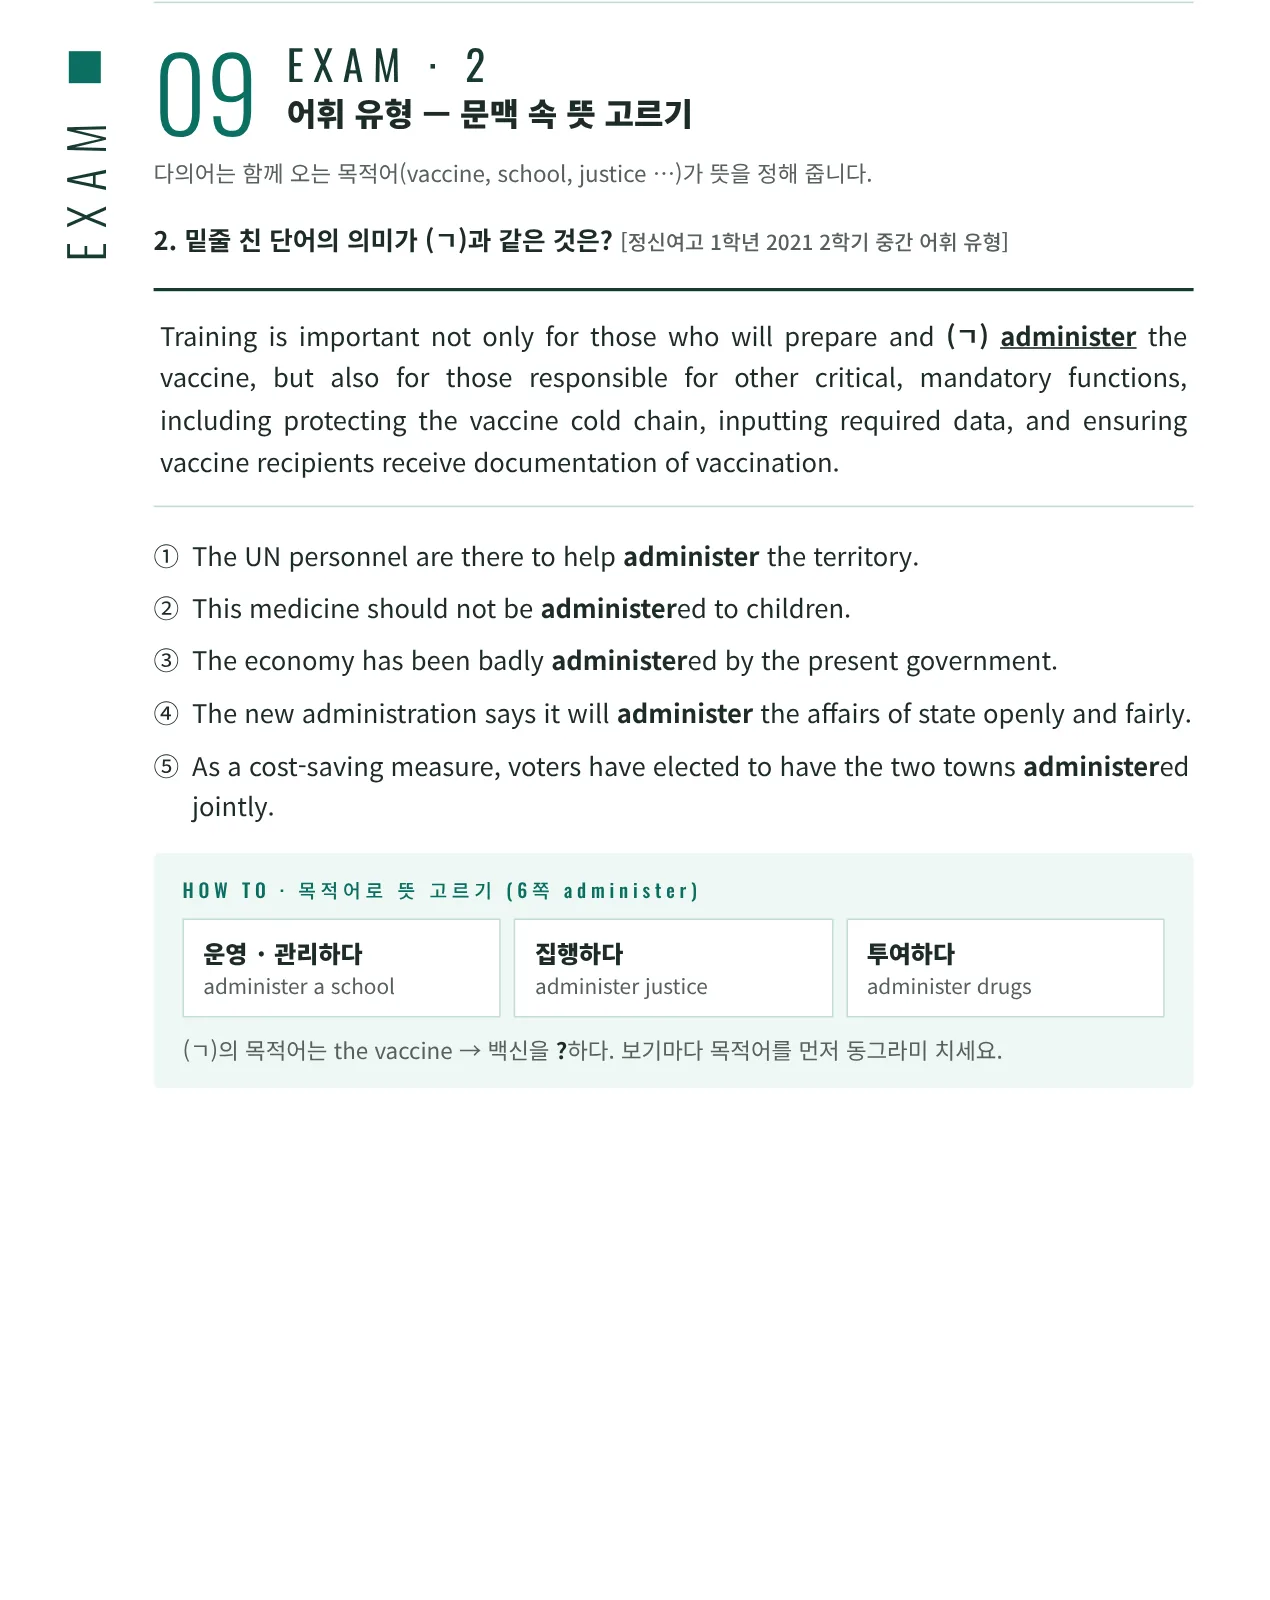 EXAM
09
EXAM · 2
어휘 유형 — 문맥 속 뜻 고르기
다의어는 함께 오는 목적어(vaccine, school, justice …)가 뜻을 정해 줍니다.
2. 밑줄 친 단어의 의미가 (ㄱ)과 같은 것은? [정신여고 1학년 2021 2학기 중간 어휘 유형]
Training is important not only for those who will prepare and (ㄱ) administer the
vaccine, but also for those responsible for other critical, mandatory functions,
including protecting the vaccine cold chain, inputting required data, and ensuring
vaccine recipients receive documentation of vaccination.
① The UN personnel are there to help administer the territory.
② This medicine should not be administered to children.
③ The economy has been badly administered by the present government.
④ The new administration says it will administer the affairs of state openly and fairly.
⑤ As a cost-saving measure, voters have elected to have the two towns administered
jointly.
HOW TO · 목적어로 뜻 고르기 (6쪽 administer)
운영 · 관리하다
administer a school
집행하다
administer justice
투여하다
administer drugs
(ㄱ)의 목적어는 the vaccine → 백신을 ?하다. 보기마다 목적어를 먼저 동그라미 치세요.